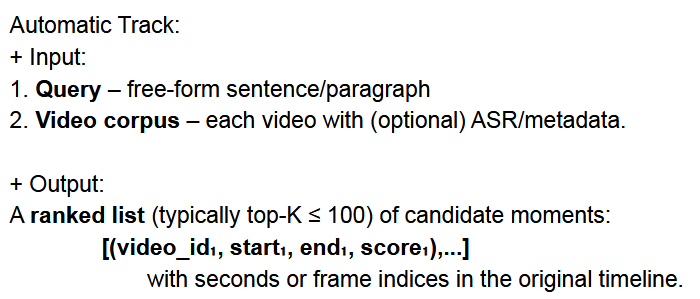 Automatic Track:
+ Input:
1. Query – free-form sentence/paragraph
2. Video corpus – each video with (optional) ASR/metadata.
+ Output:
A ranked list (typically top-K ≤ 100) of candidate moments:
[(video_id₁, start₁, end₁, score₁),...]
with seconds or frame indices in the original timeline.